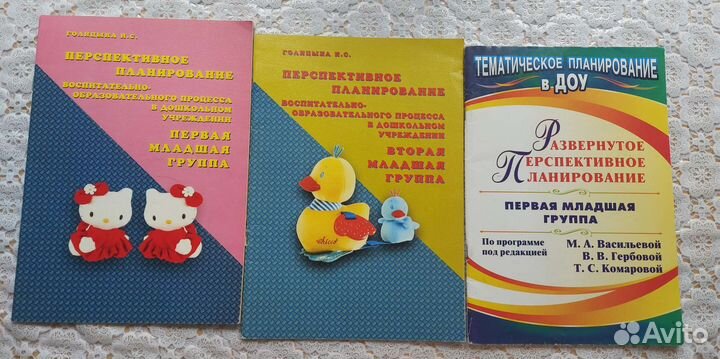 ГОЛИЦЫНА И.С.
ПЕРСПЕКТИВНОЕ
ПЛАНИРОВАНИЕ
ВОСПИТАТЕЛЬНО-
ОБРАЗОВАТЕЛЬНОГО ПРОЦЕССА
В ДОШКОЛЬНОМ
УЧРЕЖДЕНИИ
ПЕРВАЯ
МЛАДШАЯ
ГРУППА
ГОЛИЦЫНА И.С.
ПЕРСПЕКТИВНОЕ
ПЛАНИРОВАНИЕ
ВОСПИТАТЕЛЬНО-
ОБРАЗОВАТЕЛЬНОГО ПРОЦЕССА
В ДОШКОЛЬНОМ
УЧРЕЖДЕНИИ
ВТОРАЯ
МЛАДШАЯ
ГРУППА
chicco
ТЕМАТИЧЕСКОЕ ПЛАНИРОВАНИЕ
В ДОУ
РАЗВЕРНУТОЕ
ПЕРСПЕКТИВНОЕ
ПЛАНИРОВАНИЕ
ПЕРВАЯ МЛАДШАЯ
ГРУППА
По программе
под редакцией
М. А. Васильевой
В. В. Гербовой
Т. С. Комаровой
Avito